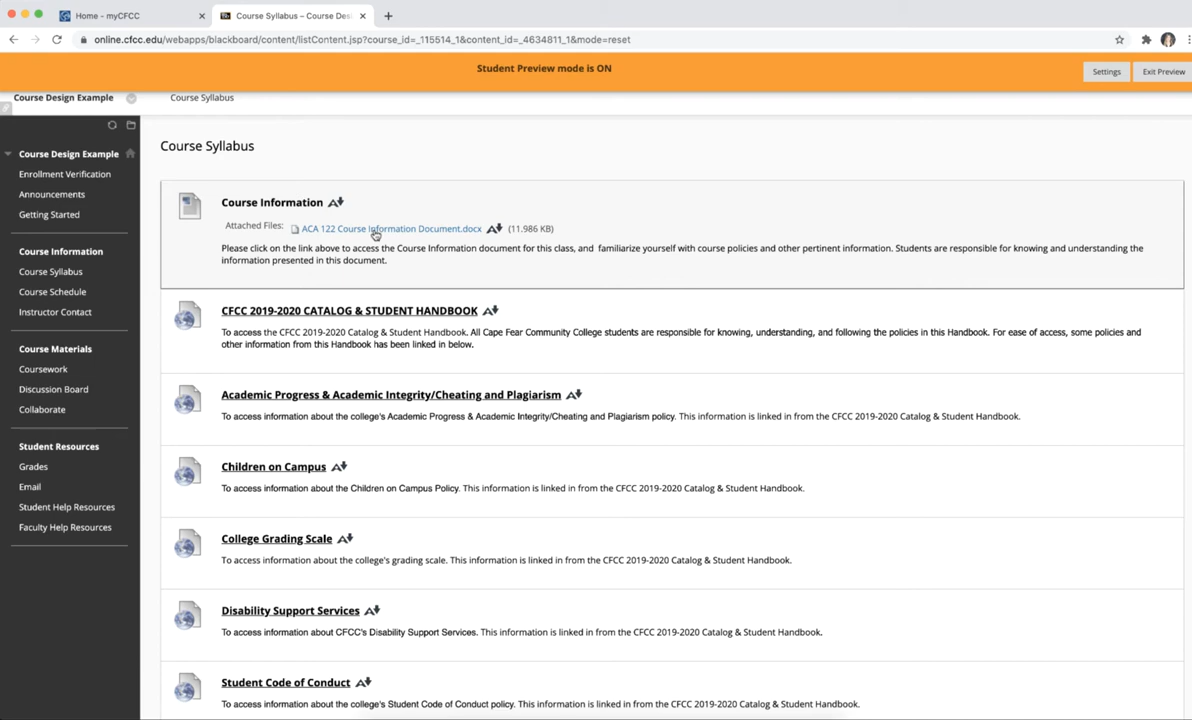 Home - myCFCC
Course Syllabus – Course Des
online.cfcc.edu/webapps/blackboard/content/listContent.jsp?course_id=_115514_1&content_id=_4634811_1&mode=reset
Student Preview mode is ON
Settings
Exit Preview
Course Design Example
Course Syllabus
Course Design Example
Enrollment Verification
Announcements
Getting Started
Course Information
Course Syllabus
Course Schedule
Instructor Contact
Course Materials
Coursework
Discussion Board
Collaborate
Student Resources
Grades
Email
Student Help Resources
Faculty Help Resources
Course Syllabus
Course Information
Attached Files: ACA 122 Course Information Document.docx (11.986 KB)
Please click on the link above to access the Course Information document for this class, and familiarize yourself with course policies and other pertinent information. Students are responsible for knowing and understanding the
information presented in this document.
CFCC 2019-2020 CATALOG & STUDENT HANDBOOK
To access the CFCC 2019-2020 Catalog & Student Handbook. All Cape Fear Community College students are responsible for knowing, understanding, and following the policies in this Handbook. For ease of access, some policies and
other information from this Handbook has been linked in below.
Academic Progress & Academic Integrity/Cheating and Plagiarism
To access information about the college's Academic Progress & Academic Integrity/Cheating and Plagiarism policy. This information is linked in from the CFCC 2019-2020 Catalog & Student Handbook.
Children on Campus
To access information about the Children on Campus Policy. This information is linked in from the CFCC 2019-2020 Catalog & Student Handbook.
College Grading Scale
To access information about the college's grading scale. This information is linked in from the CFCC 2019-2020 Catalog & Student Handbook.
Disability Support Services
To access information about CFCC's Disability Support Services. This information is linked in from the CFCC 2019-2020 Catalog & Student Handbook.
Student Code of Conduct
To access information about the college's Student Code of Conduct policy. This information is linked in from the CFCC 2019-2020 Catalog & Student Handbook.